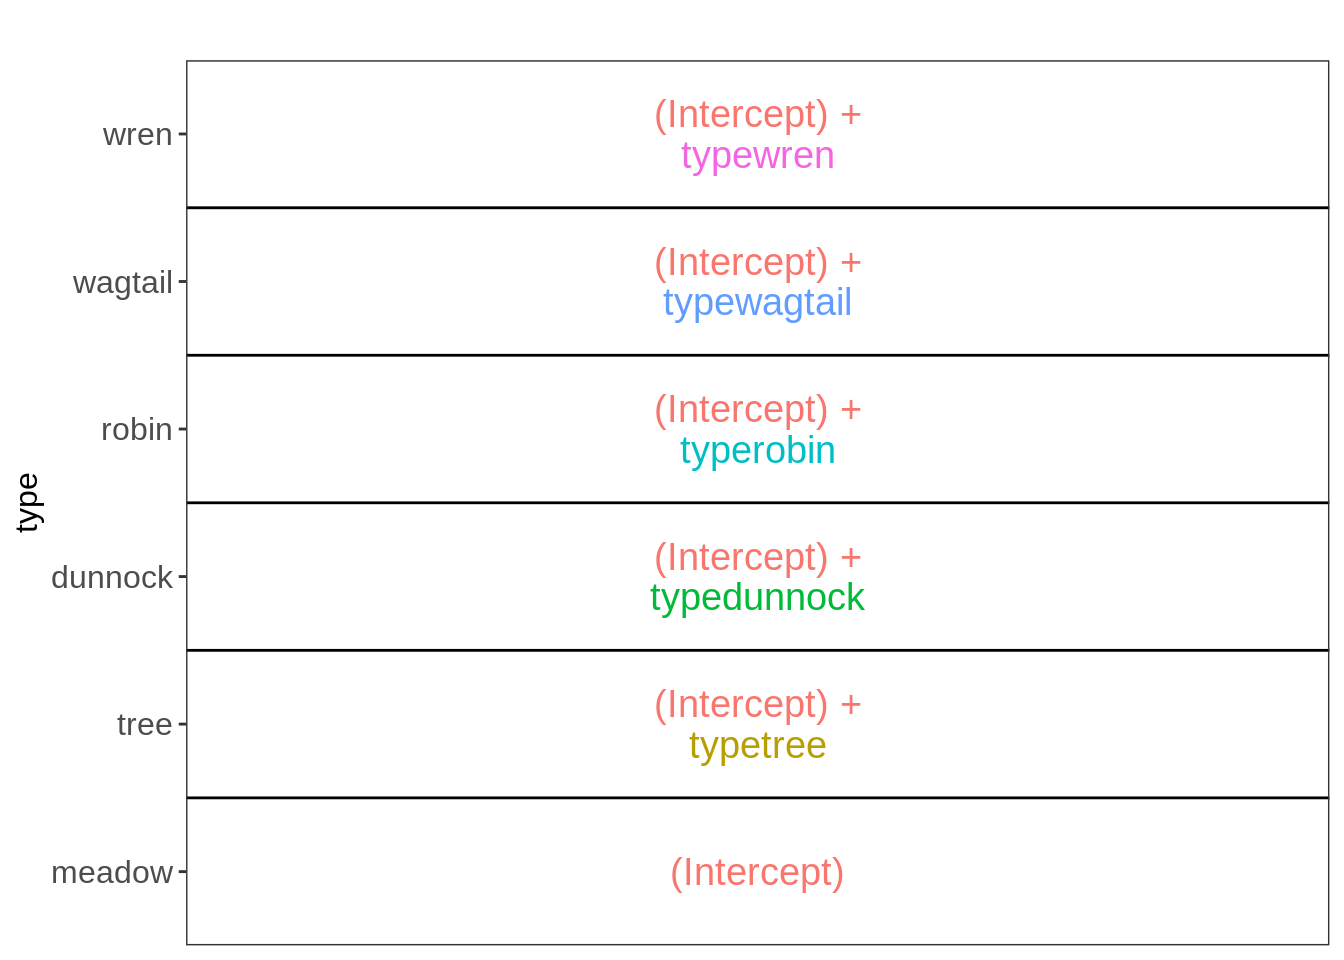 wren
(Intercept) +
typewren
wagtail
(Intercept) +
typewagtail
robin
(Intercept) +
typerobin
type
dunnock
(Intercept) +
typedunnock
tree
(Intercept) +
typetree
meadow
(Intercept)